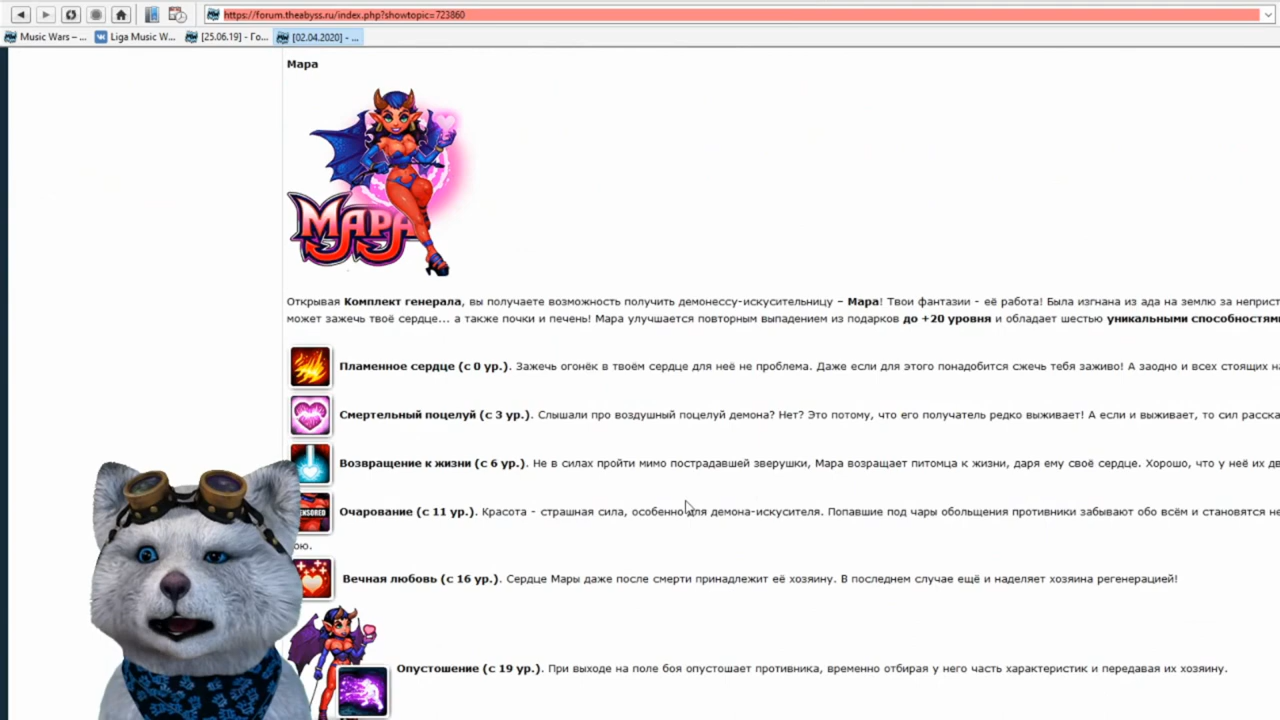 https://forum.theabyss.ru/index.php?showtopic=723860
Music Wars – ... Liga Music W... [25.06.19] - Го... [02.04.2020] - ...
Мара
МАРА
Открывая Комплект генерала, вы получаете возможность получить демонессу-искусительницу – Мара! Твои фантазии - её работа! Была изгнана из ада на землю за неприст
может зажечь твоё сердце... а также почки и печень! Мара улучшается повторным выпадением из подарков до +20 уровня и обладает шестью уникальными способностями
Пламенное сердце (с 0 ур.). Зажечь огонёк в твоём сердце для неё не проблема. Даже если для этого понадобится сжечь тебя заживо! А заодно и всех стоящих на
Смертельный поцелуй (с 3 ур.). Слышали про воздушный поцелуй демона? Нет? Это потому, что его получатель редко выживает! А если и выживает, то сил расска
Возвращение к жизни (с 6 ур.). Не в силах пройти мимо пострадавшей зверушки, Мара возращает питомца к жизни, даря ему своё сердце. Хорошо, что у неё их дв
ENSORED Очарование (с 11 ур.). Красота - страшная сила, особенно для демона-искусителя. Попавшие под чары обольщения противники забывают обо всём и становятся не
ою.
Вечная любовь (с 16 ур.). Сердце Мары даже после смерти принадлежит её хозяину. В последнем случае ещё и наделяет хозяина регенерацией!
Опустошение (с 19 ур.). При выходе на поле боя опустошает противника, временно отбирая у него часть характеристик и передавая их хозяину.